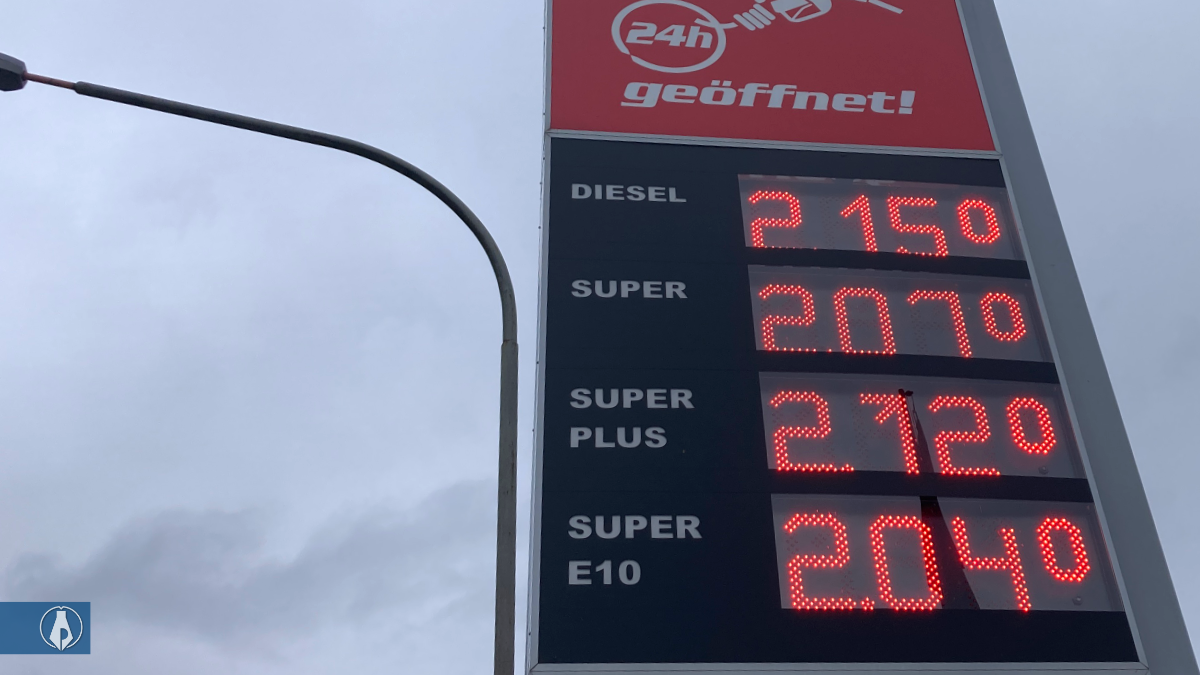 24h
geöffnet!
DIESEL 2.15⁰
SUPER 2.07⁰
SUPER
PLUS 2.12⁰
SUPER
E10 2.04⁰